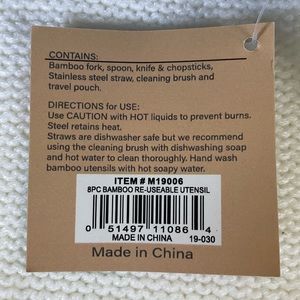 CONTAINS:
Bamboo fork, spoon, knife & chopsticks,
Stainless steel straw, cleaning brush and
travel pouch.
DIRECTIONS for USE:
Use CAUTION with HOT liquids to prevent burns.
Steel retains heat.
Straws are dishwasher safe but we recommend
using the cleaning brush with dishwashing soap
and hot water to clean thoroughly. Hand wash
bamboo utensils with hot soapy water.
ITEM # M19006
8PC BAMBOO RE-USEABLE UTENSIL
0 51497 11086 4
MADE IN CHINA 19-030
Made in China